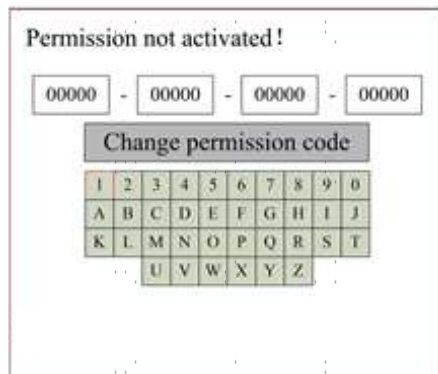 Permission not activated!
00000 - 00000 - 00000 - 00000
Change permission code
1 2 3 4 5 6 7 8 9 0
A B C D E F G H I J
K L M N O P Q R S T
U V W X Y Z